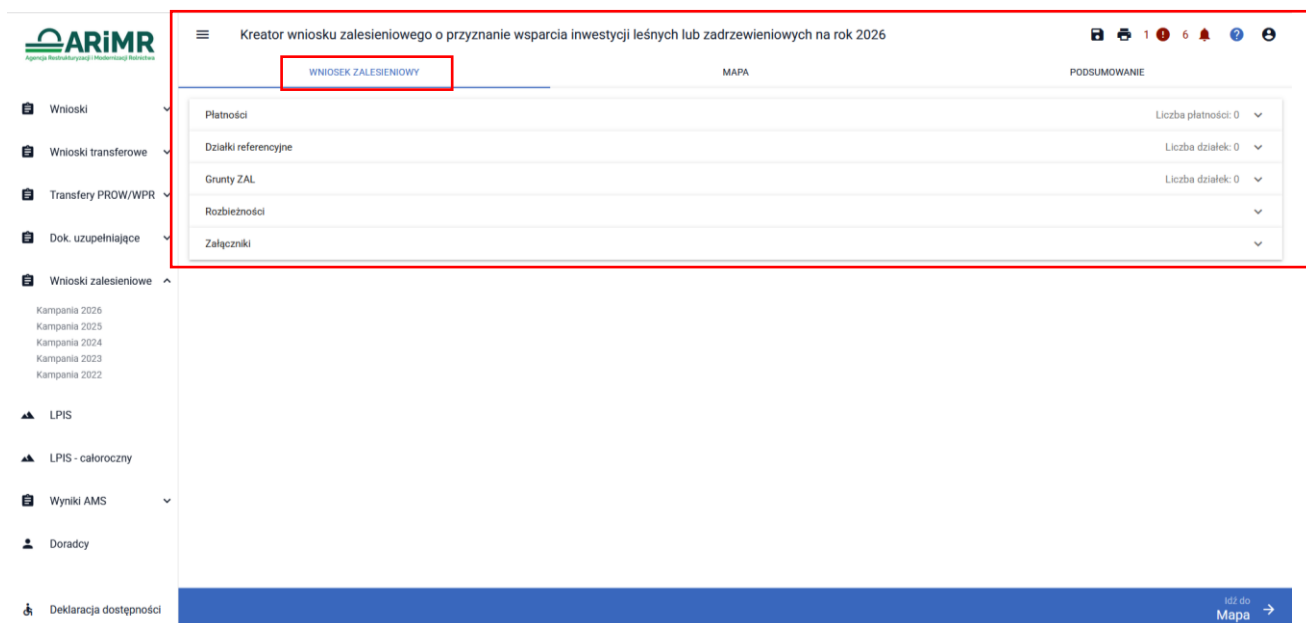 ARiMR
Agencja Restrukturyzacji i Modernizacji Rolnictwa
Wnioski
Wnioski transferowe
Transfery PROW/WPR
Dok. uzupełniające
Wnioski zalesieniowe
Kampania 2026
Kampania 2025
Kampania 2024
Kampania 2023
Kampania 2022
LPIS
LPIS - całoroczny
Wyniki AMS
Doradcy
Deklaracja dostępności
Kreator wniosku zalesieniowego o przyznanie wsparcia inwestycji leśnych lub zadrzewieniowych na rok 2026
1 6
WNIOSEK ZALESIENIOWY MAPA PODSUMOWANIE
Płatności Liczba płatności: 0
Działki referencyjne Liczba działek: 0
Grunty ZAL Liczba działek: 0
Rozbieżności
Załączniki
Idź do
Mapa